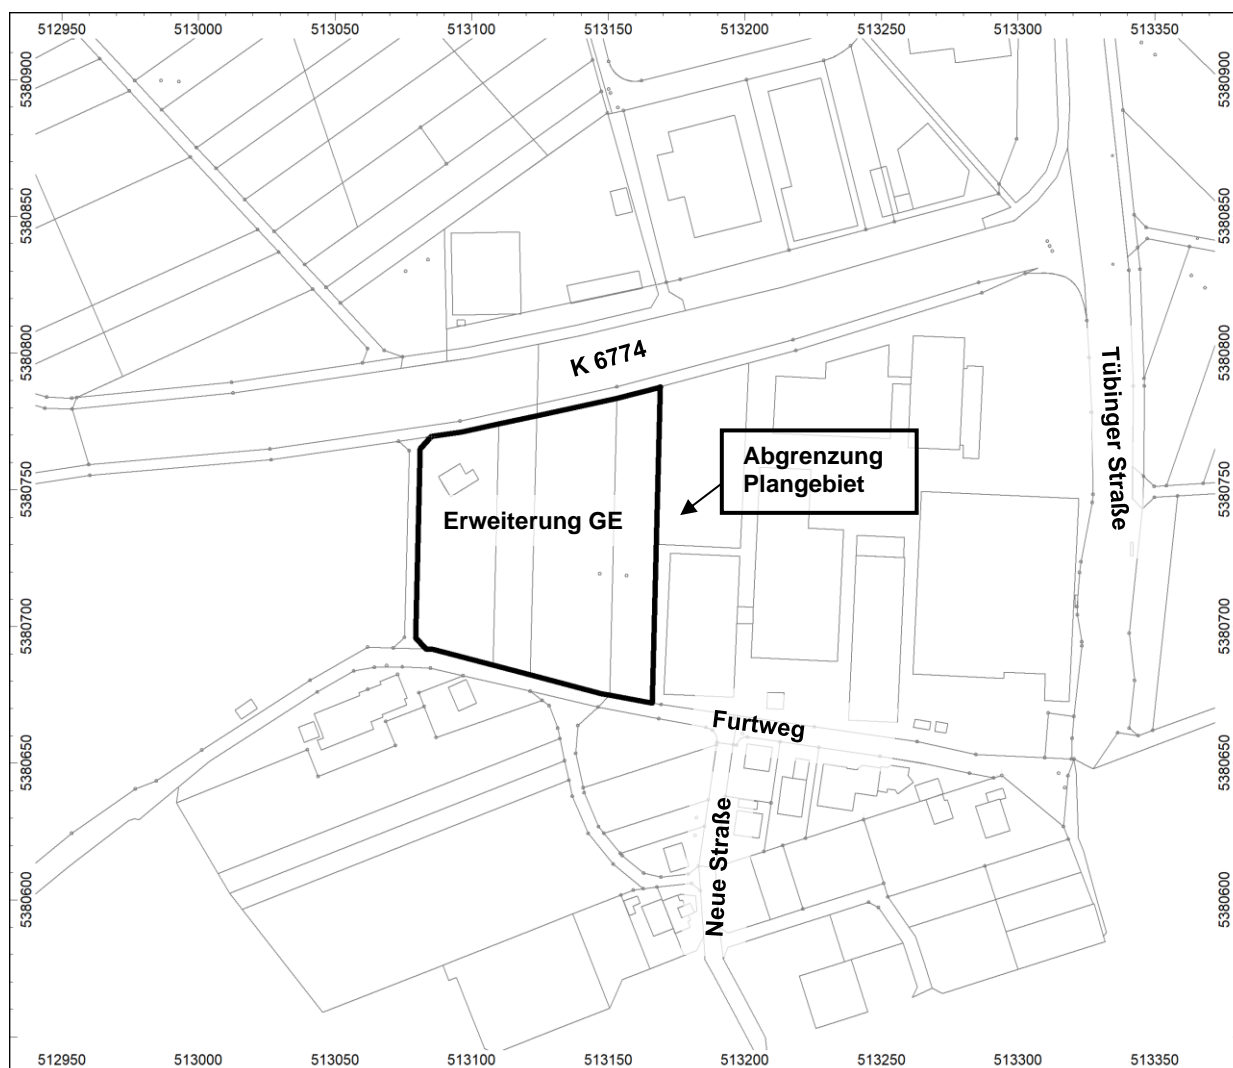 512950 513000 513050 513100 513150 513200 513250 513300 513350
5380900 5380900
5380850 5380850
5380800 5380800
K 6774
Tübinger Straße
Abgrenzung
Plangebiet
5380750 5380750
Erweiterung GE
5380700 5380700
Furtweg
5380650 5380650
Neue Straße
5380600 5380600
512950 513000 513050 513100 513150 513200 513250 513300 513350